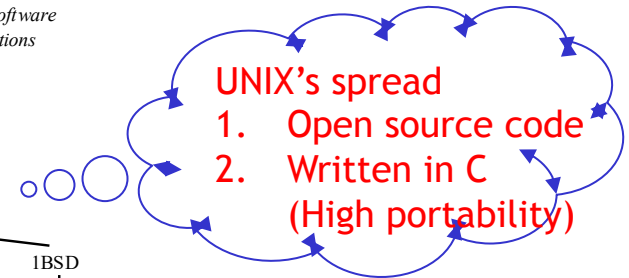 oftware
tions
UNIX's spread
1. Open source code
2. Written in C
(High portability)
1BSD